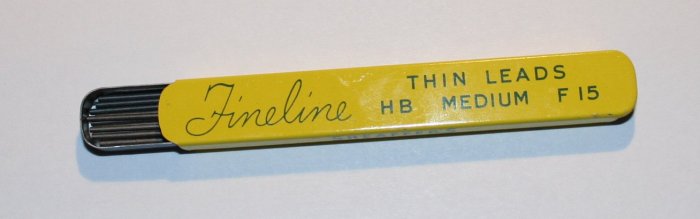 Fineline
THIN LEADS
HB MEDIUM F15